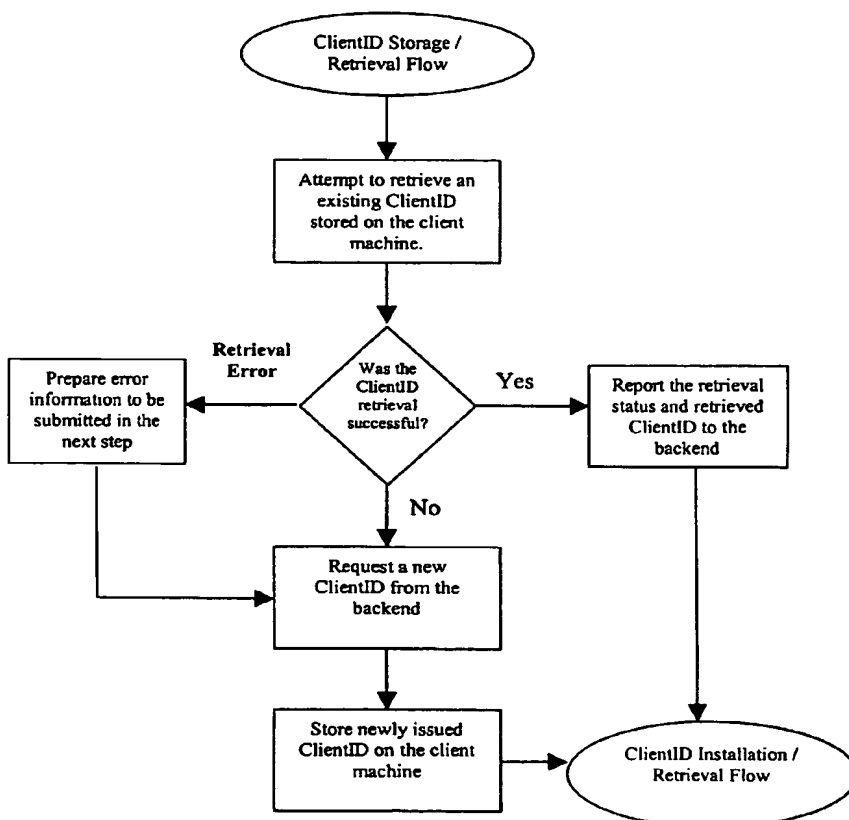 ClientID Storage /
Retrieval Flow
Attempt to retrieve an
existing ClientID
stored on the client
machine.
Retrieval
Error
Was the
ClientID
retrieval
successful?
Yes
Prepare error
information to be
submitted in the
next step
Report the retrieval
status and retrieved
ClientID to the
backend
No
Request a new
ClientID from the
backend
Store newly issued
ClientID on the client
machine
ClientID Installation /
Retrieval Flow